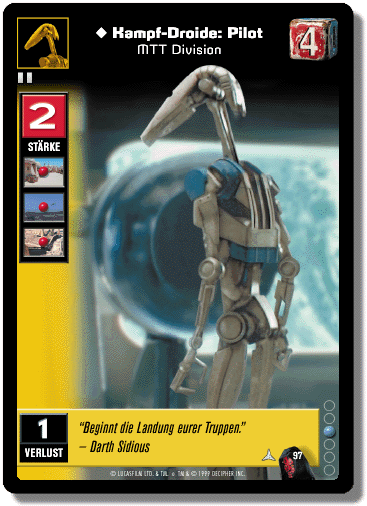 ◆ Kampf-Droide: Pilot
MTT Division
4
2
STÄRKE
1
VERLUST
“Beginnt die Landung eurer Truppen.”
– Darth Sidious
97
© LUCASFILM LTD. & TM. ® TM & © 1999 DECIPHER INC.